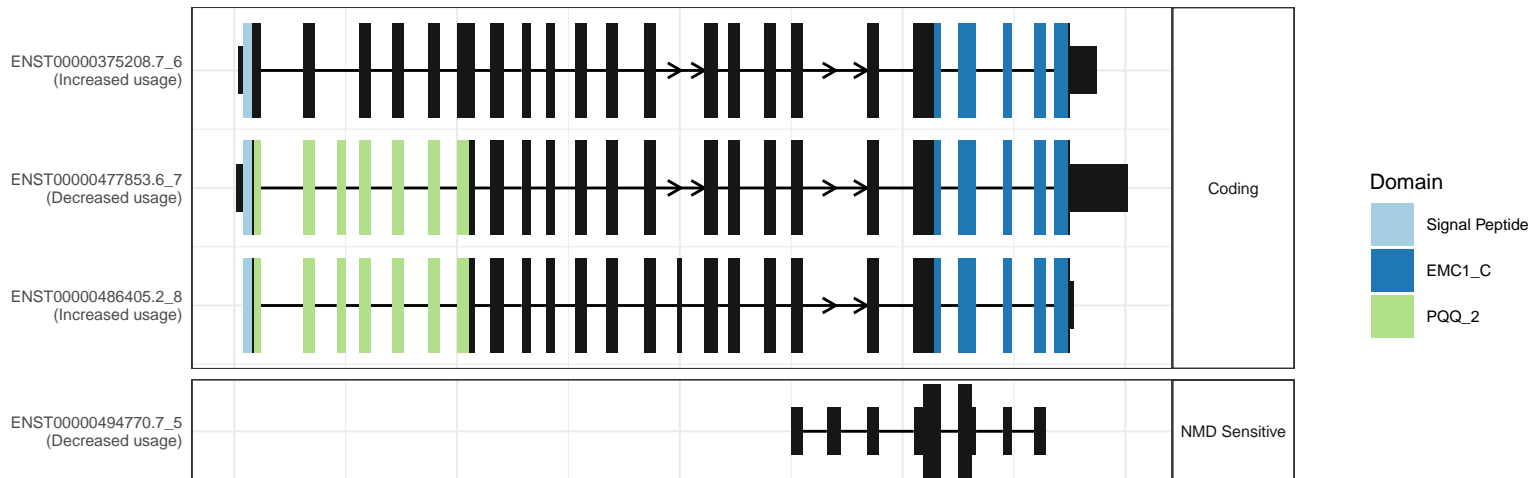 ENST00000375208.7_6
(Increased usage)
ENST00000477853.6_7
(Decreased usage)
ENST00000486405.2_8
(Increased usage)
ENST00000494770.7_5
(Decreased usage)
Coding
NMD Sensitive
Domain
Signal Peptide
EMC1_C
PQQ_2